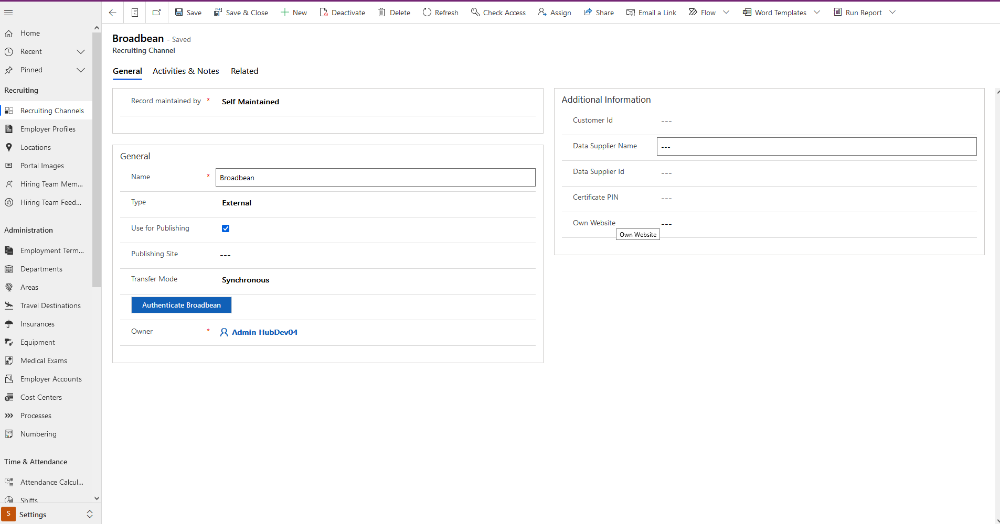 Save
Save & Close
New
Deactivate
Delete
Refresh
Check Access
Assign
Share
Email a Link
Flow
Word Templates
Run Report
Home
Recent
Pinned
Recruiting
Recruiting Channels
Employer Profiles
Locations
Portal Images
Hiring Team Mem...
Hiring Team Feed...
Administration
Employment Term...
Departments
Areas
Travel Destinations
Insurances
Equipment
Medical Exams
Employer Accounts
Cost Centers
Processes
Numbering
Time & Attendance
Attendance Calcul...
Shifts
S Settings
Broadbean - Saved
Recruiting Channel
General Activities & Notes Related
Record maintained by * Self Maintained
General
Name * Broadbean
Type External
Use for Publishing
Publishing Site ---
Transfer Mode Synchronous
Authenticate Broadbean
Owner * Admin HubDev04
Additional Information
Customer Id ---
Data Supplier Name ---
Data Supplier Id ---
Certificate PIN ---
Own Website ---
Own Website